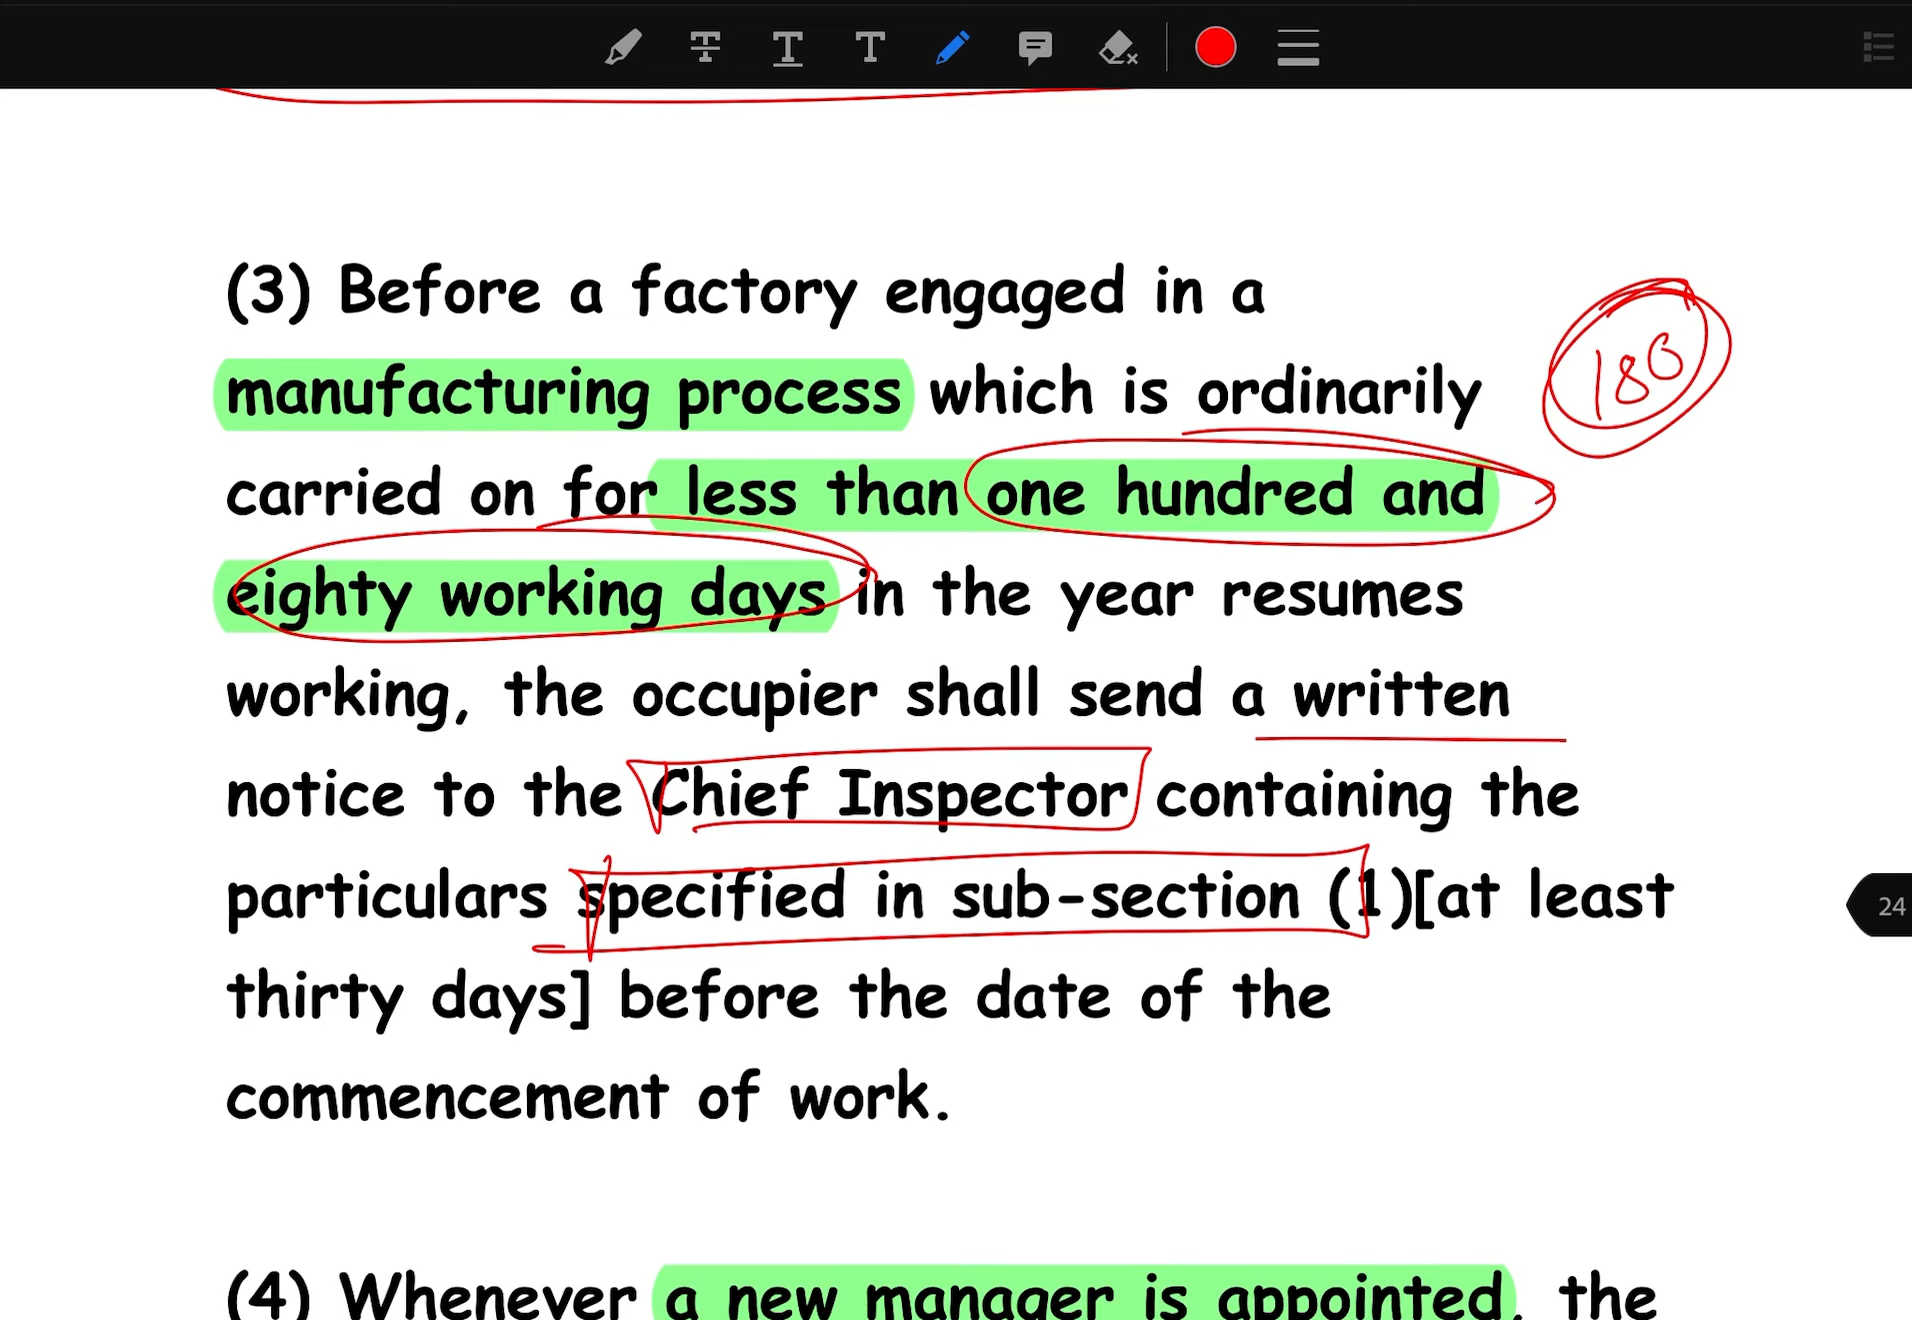 (3) Before a factory engaged in a
manufacturing process which is ordinarily
180
carried on for less than one hundred and
eighty working days in the year resumes
working, the occupier shall send a written
notice to the Chief Inspector containing the
particulars specified in sub-section (1)[at least
24
thirty days] before the date of the
commencement of work.
(4) Whenever a new manager is appointed, the